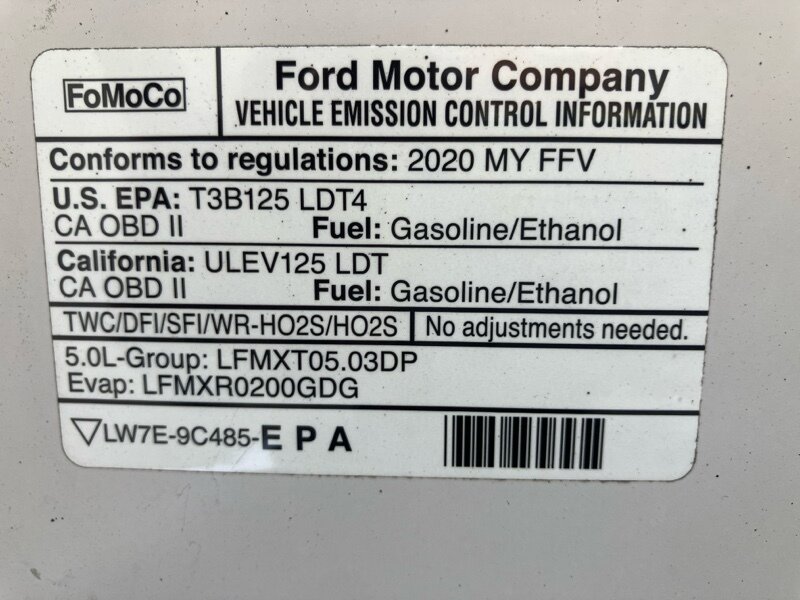 FoMoCo
Ford Motor Company
VEHICLE EMISSION CONTROL INFORMATION
Conforms to regulations: 2020 MY FFV
U.S. EPA: T3B125 LDT4
CA OBD II Fuel: Gasoline/Ethanol
California: ULEV125 LDT
CA OBD II Fuel: Gasoline/Ethanol
TWC/DFI/SFI/WR-HO2S/HO2S No adjustments needed.
5.0L-Group: LFMXT05.03DP
Evap: LFMXR0200GDG
LW7E-9C485-E P A